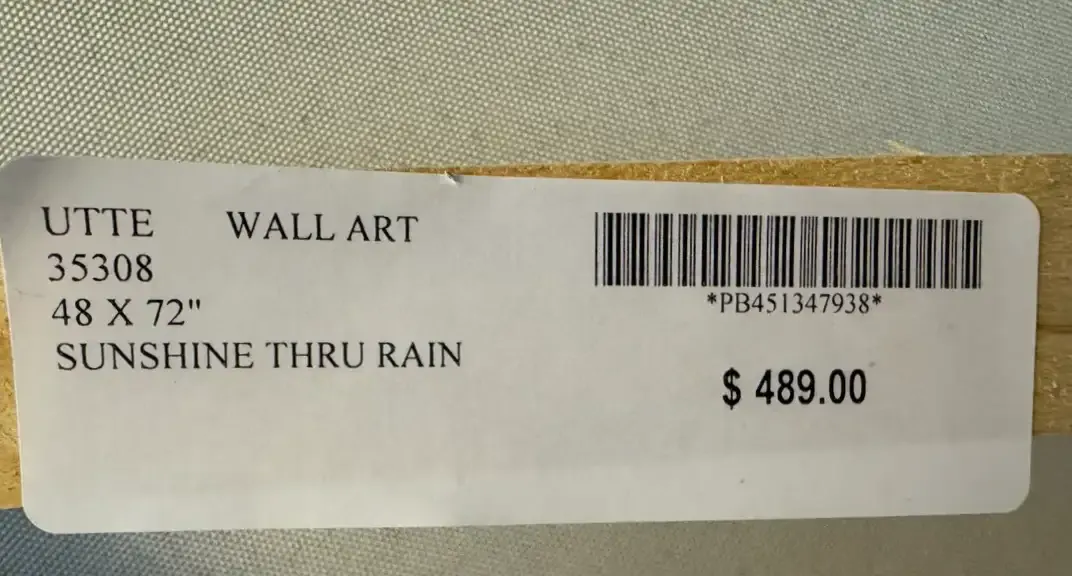 UTTE WALL ART
35308
48 X 72"
SUNSHINE THRU RAIN
*PB451347938*
$ 489.00